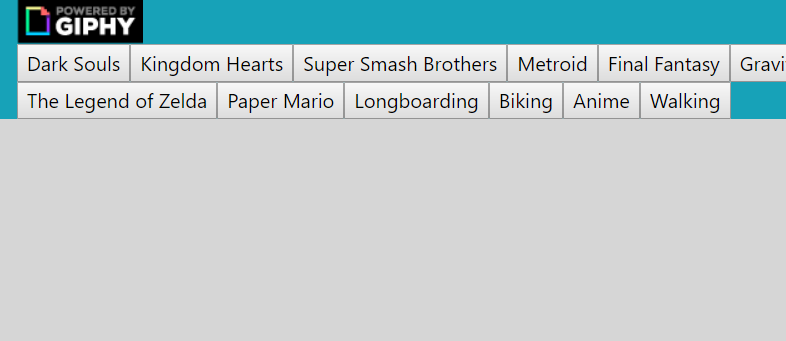 POWERED BY
GIPHY
Dark Souls Kingdom Hearts Super Smash Brothers Metroid Final Fantasy Gravi
The Legend of Zelda Paper Mario Longboarding Biking Anime Walking